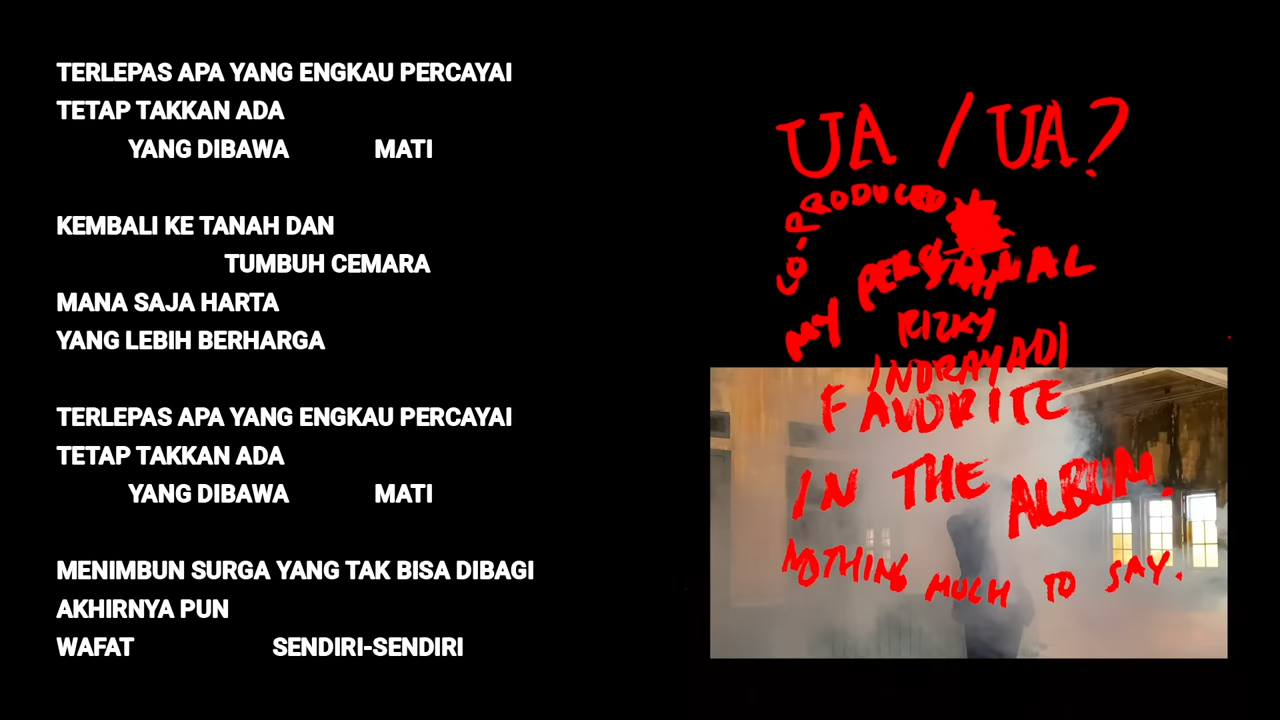 TERLEPAS APA YANG ENGKAU PERCAYAI
TETAP TAKKAN ADA
YANG DIBAWA MATI
KEMBALI KE TANAH DAN
TUMBUH CEMARA
MANA SAJA HARTA
YANG LEBIH BERHARGA
TERLEPAS APA YANG ENGKAU PERCAYAI
TETAP TAKKAN ADA
YANG DIBAWA MATI
MENIMBUN SURGA YANG TAK BISA DIBAGI
AKHIRNYA PUN
WAFAT SENDIRI-SENDIRI
UA / UA?
CO-PRODUCED
MY PERSONAL
RIZKY
INDRAYADI
FAVORITE
IN THE ALBUM.
NOTHING MUCH TO SAY.